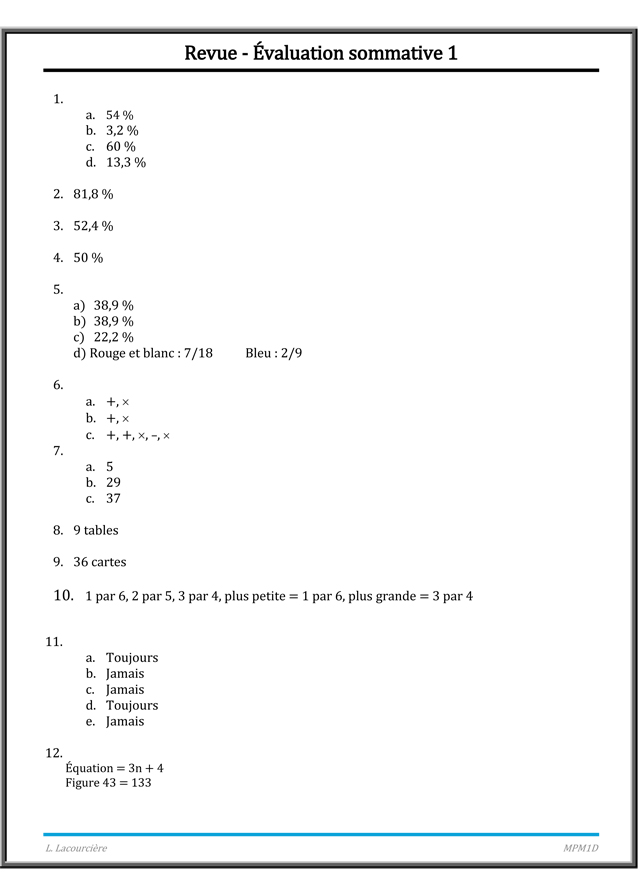 Revue - Évaluation sommative 1
1.
a. 54 %
b. 3,2 %
c. 60 %
d. 13,3 %
2. 81,8 %
3. 52,4 %
4. 50 %
5.
a) 38,9 %
b) 38,9 %
c) 22,2 %
d) Rouge et blanc : 7/18 Bleu : 2/9
6.
a. +, ×
b. +, ×
c. +, +, ×, –, ×
7.
a. 5
b. 29
c. 37
8. 9 tables
9. 36 cartes
10. 1 par 6, 2 par 5, 3 par 4, plus petite = 1 par 6, plus grande = 3 par 4
11.
a. Toujours
b. Jamais
c. Jamais
d. Toujours
e. Jamais
12.
Équation = 3n + 4
Figure 43 = 133
L. Lacourcière MPM1D